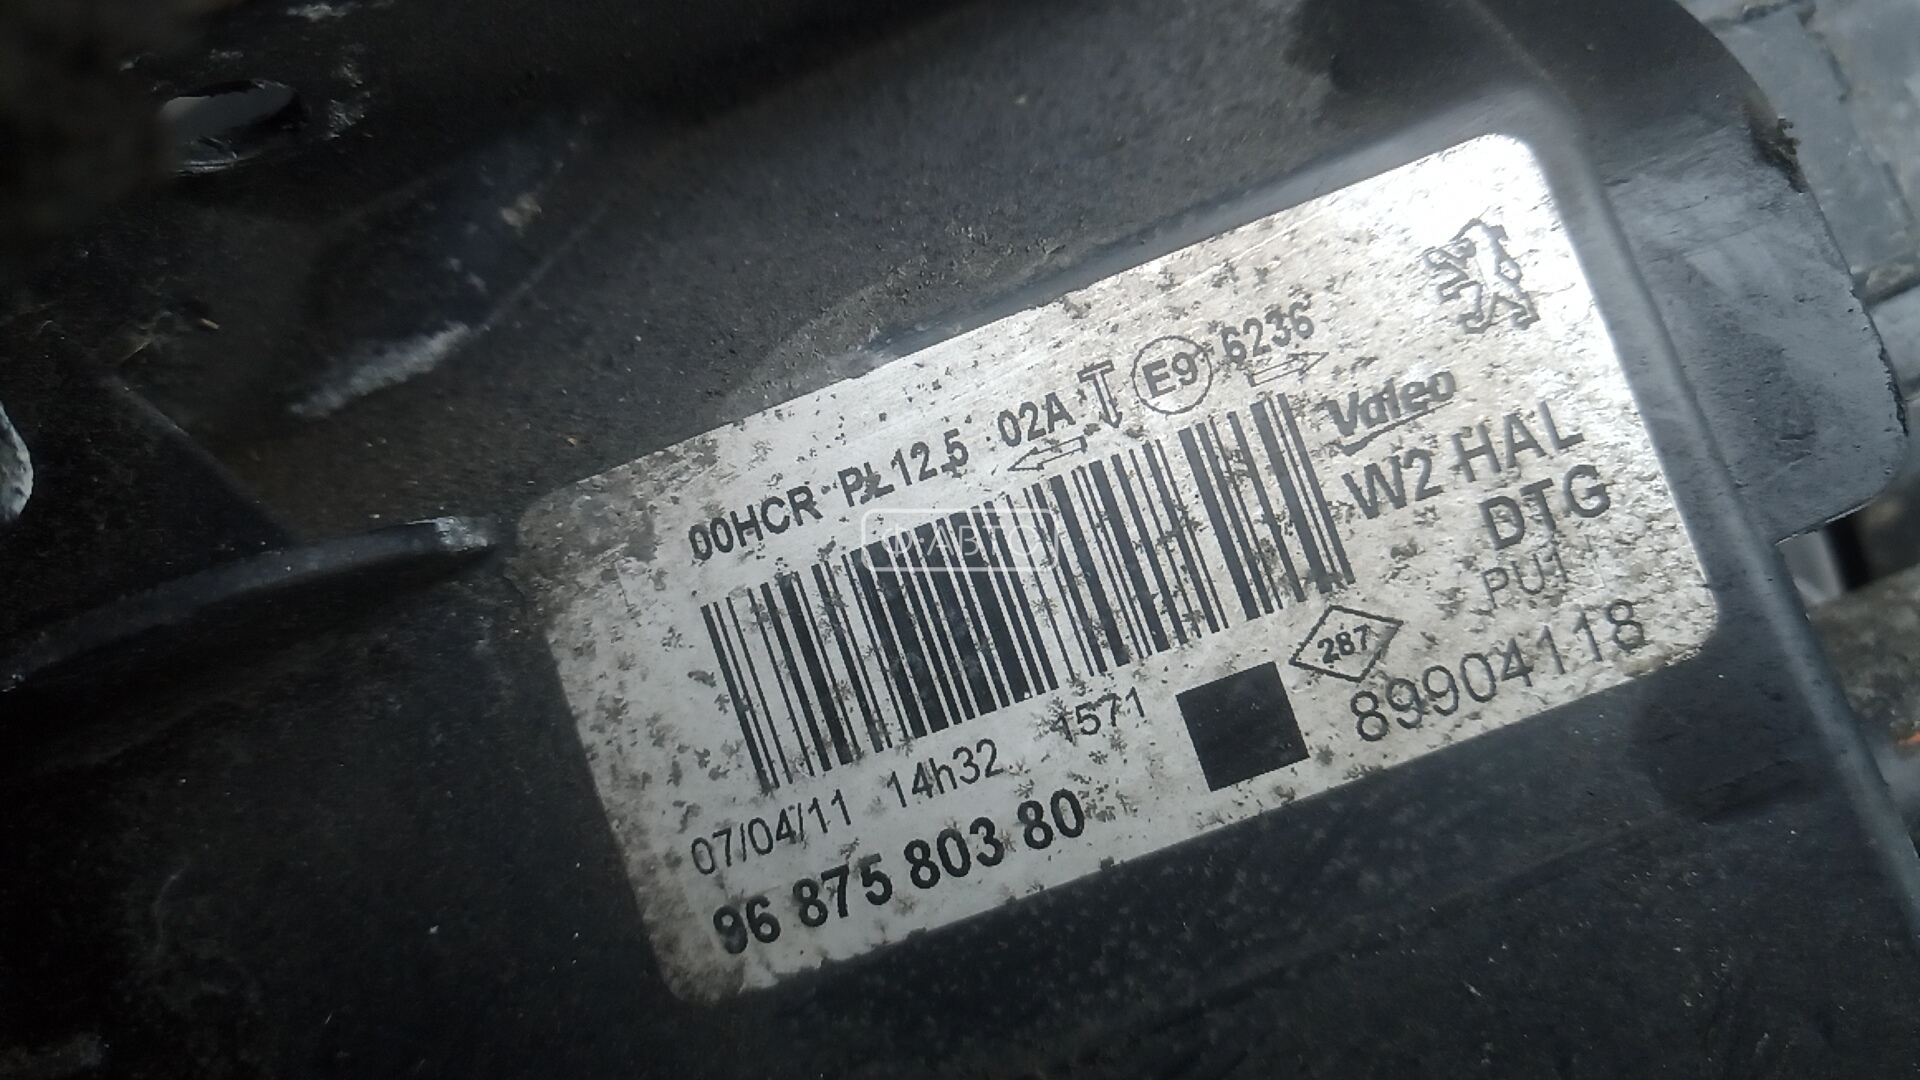 00HCR PL 12.5 02A E9 6236
Valeo
W2 HAL
DTG
PU1
287
89904118
07/04/11 14h32 1571
96 875 803 80
Ф-АВТО